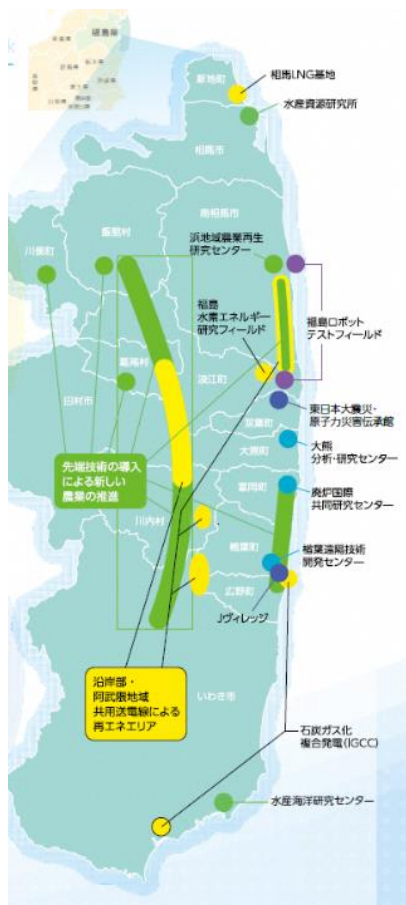 福島県
新地町
相馬LNG基地
水産資源研究所
相馬市
南相馬市
飯舘村
川俣町
浜地域農業再生
研究センター
福島
水素エネルギー
研究フィールド
福島ロボット
テストフィールド
葛尾村
浪江町
田村市
双葉町
東日本大震災・
原子力災害伝承館
大熊町
大熊
分析・研究センター
先端技術の導入
による新しい
農業の推進
富岡町
廃炉国際
共同研究センター
川内村
楢葉町
楢葉遠隔技術
開発センター
広野町
Jヴィレッジ
沿岸部・
阿武隈地域
共用送電線による
再エネエリア
いわき市
石炭ガス化
複合発電(IGCC)
水産海洋研究センター